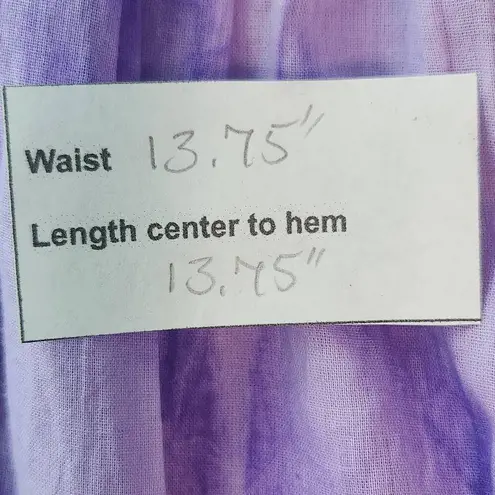 Waist 13.75"
Length center to hem
13.75"